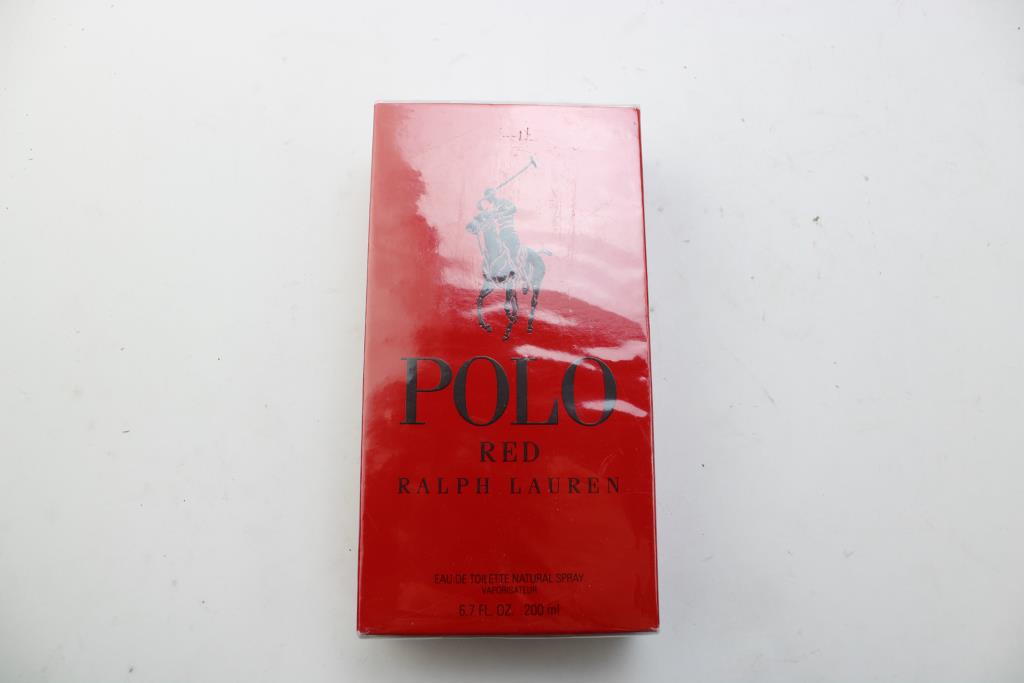 POLO
RED
RALPH LAUREN
EAU DE TOILETTE NATURAL SPRAY
VAPORISATEUR
6.7 FL. OZ. 200 ml